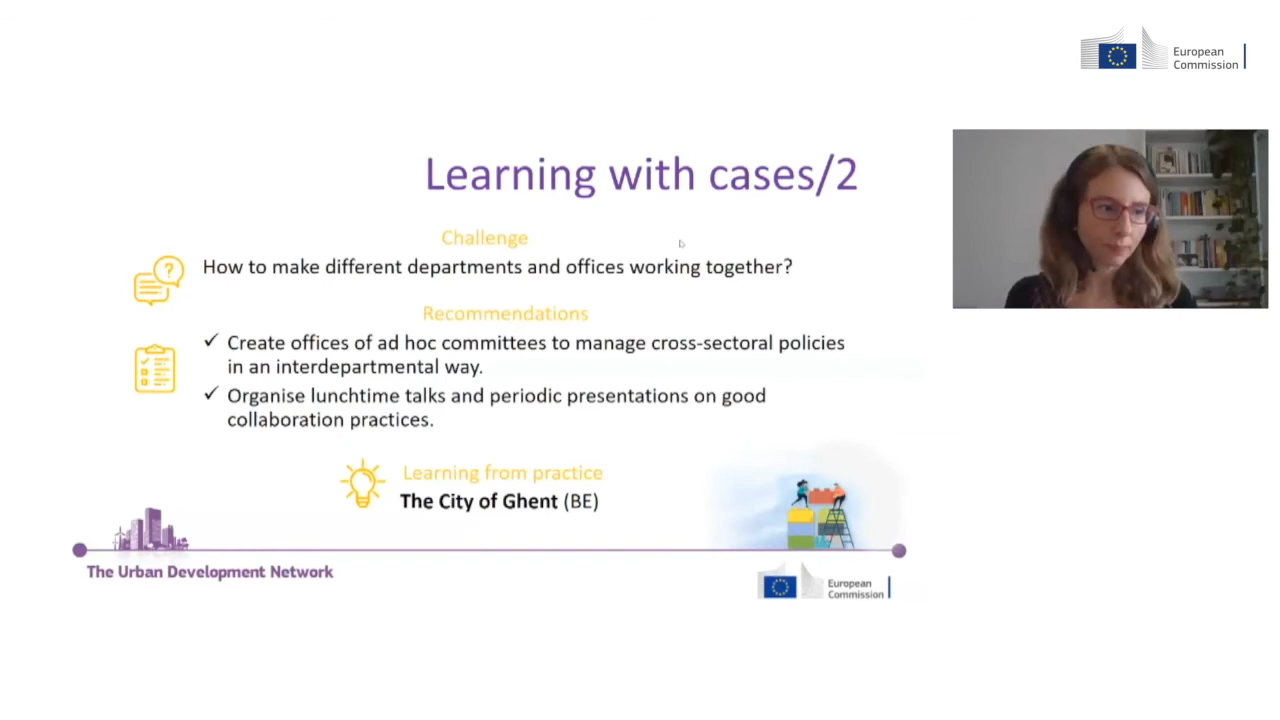 European
Commission
Learning with cases/2
Challenge
How to make different departments and offices working together?
Recommendations
✓ Create offices of ad hoc committees to manage cross-sectoral policies
in an interdepartmental way.
✓ Organise lunchtime talks and periodic presentations on good
collaboration practices.
Learning from practice
The City of Ghent (BE)
The Urban Development Network
European
Commission